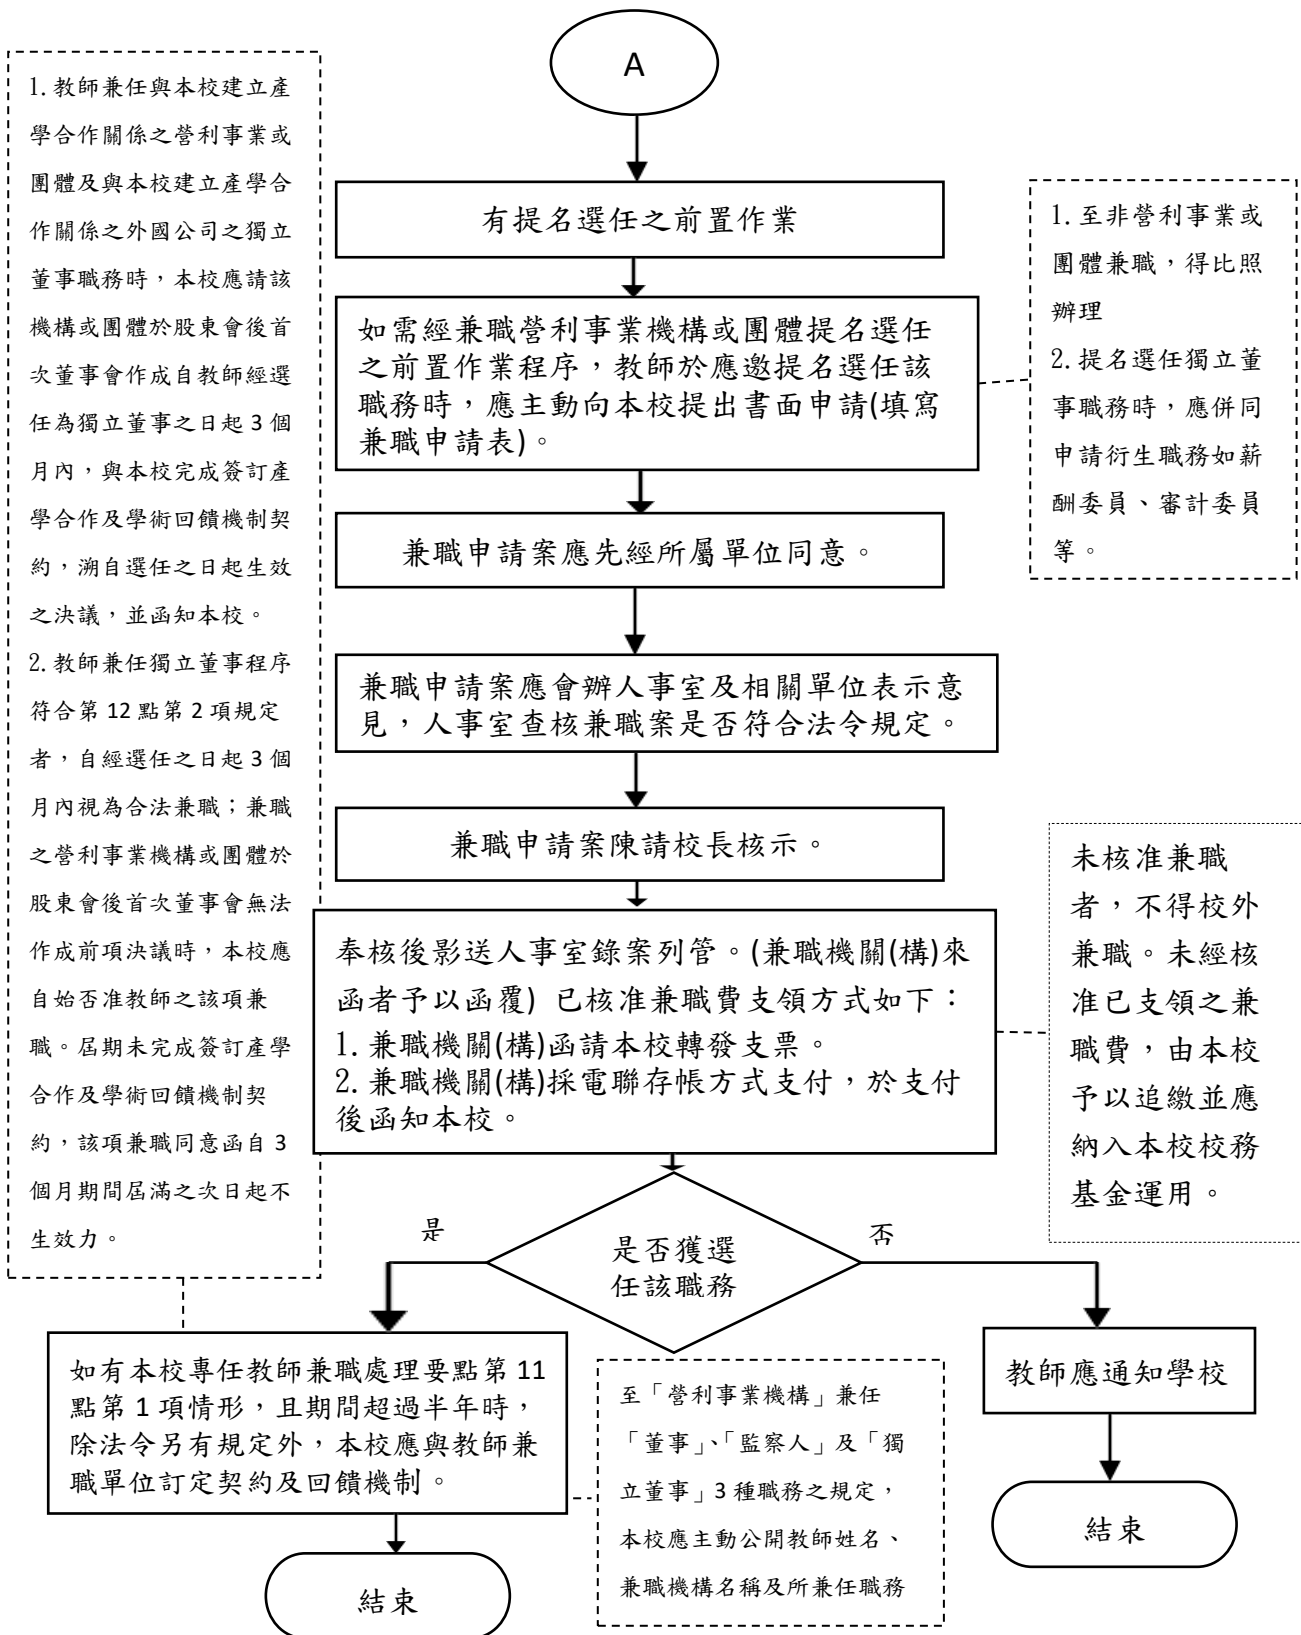 A
1. 教師兼任與本校建立產
學合作關係之營利事業或
團體及與本校建立產學合
作關係之外國公司之獨立
董事職務時，本校應請該
機構或團體於股東會後首
次董事會作成自教師經選
任為獨立董事之日起 3 個
月內，與本校完成簽訂產
學合作及學術回饋機制契
約，溯自選任之日起生效
之決議，並函知本校。
2. 教師兼任獨立董事程序
符合第 12 點第 2 項規定
者，自經選任之日起 3 個
月內視為合法兼職；兼職
之營利事業機構或團體於
股東會後首次董事會無法
作成前項決議時，本校應
自始否准教師之該項兼
職。屆期未完成簽訂產學
合作及學術回饋機制契
約，該項兼職同意函自 3
個月期間屆滿之次日起不
生效力。
有提名選任之前置作業
如需經兼職營利事業機構或團體提名選任
之前置作業程序，教師於應邀提名選任該
職務時，應主動向本校提出書面申請(填寫
兼職申請表)。
1. 至非營利事業或
團體兼職，得比照
辦理
2. 提名選任獨立董
事職務時，應併同
申請衍生職務如薪
酬委員、審計委員
等。
兼職申請案應先經所屬單位同意。
兼職申請案應會辦人事室及相關單位表示意
見，人事室查核兼職案是否符合法令規定。
兼職申請案陳請校長核示。
奉核後影送人事室錄案列管。(兼職機關(構)來
函者予以函覆) 已核准兼職費支領方式如下：
1. 兼職機關(構)函請本校轉發支票。
2. 兼職機關(構)採電聯存帳方式支付，於支付
後函知本校。
未核准兼職
者，不得校外
兼職。未經核
准已支領之兼
職費，由本校
予以追繳並應
納入本校校務
基金運用。
是否獲選
任該職務
是
否
如有本校專任教師兼職處理要點第 11
點第 1 項情形，且期間超過半年時，
除法令另有規定外，本校應與教師兼
職單位訂定契約及回饋機制。
至「營利事業機構」兼任
「董事」、「監察人」及「獨
立董事」3 種職務之規定，
本校應主動公開教師姓名、
兼職機構名稱及所兼任職務
教師應通知學校
結束
結束